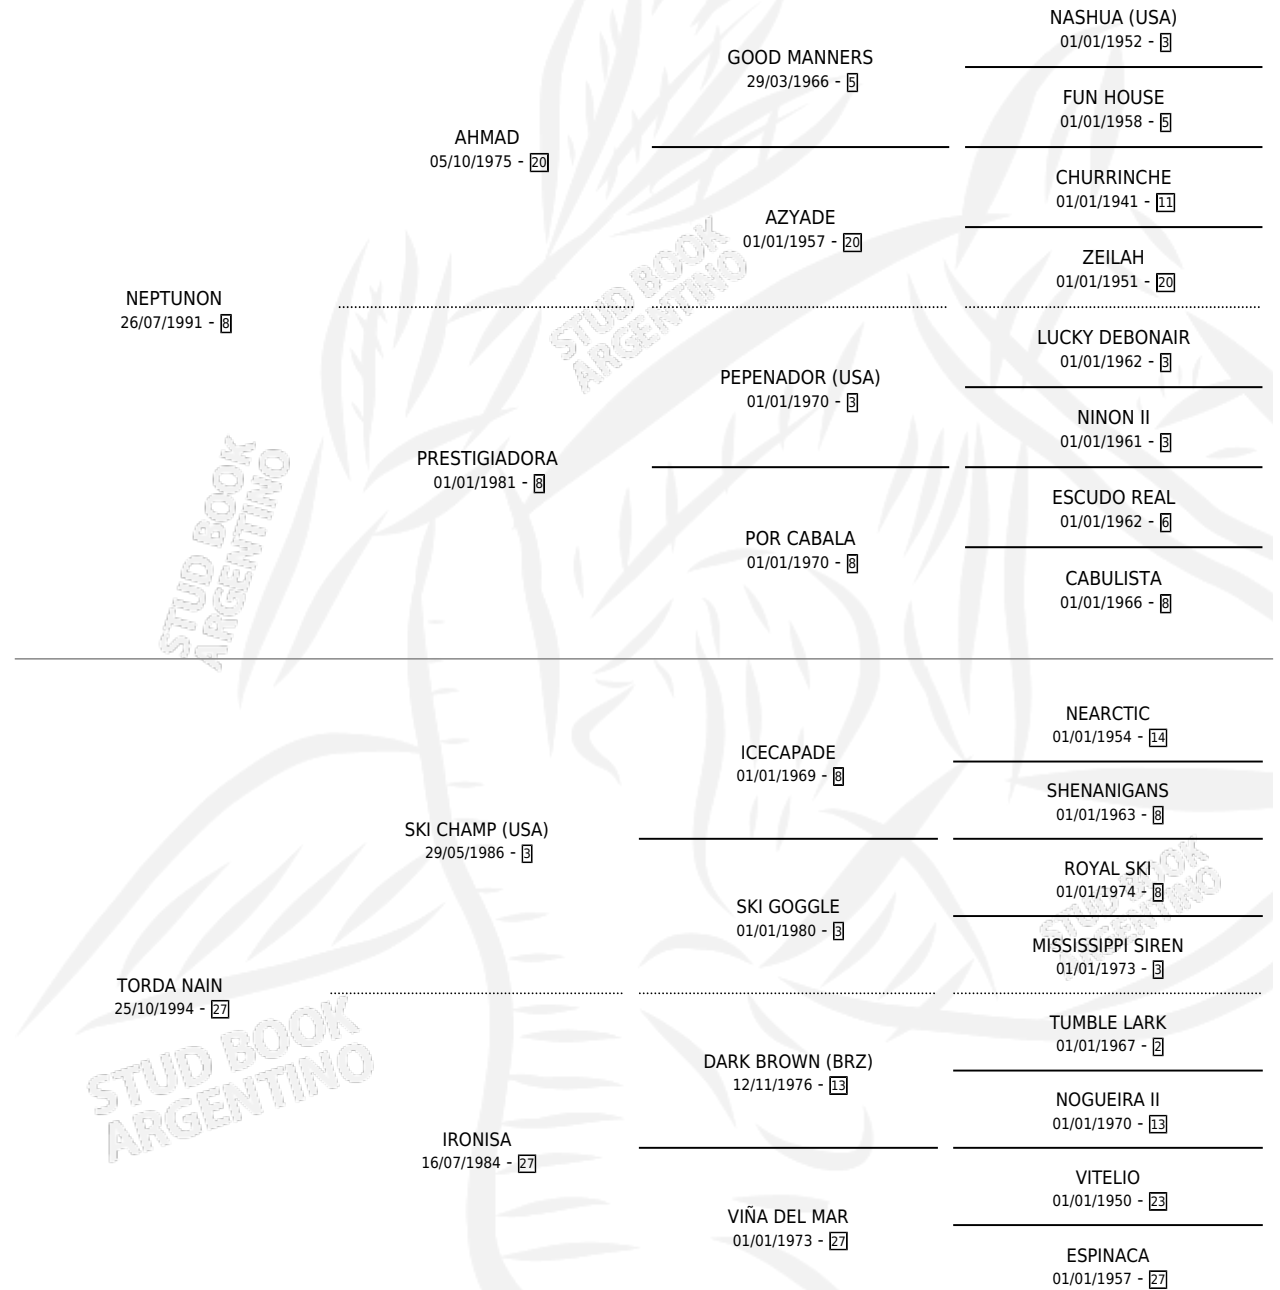 NASHUA (USA)
01/01/1952 - 3
GOOD MANNERS
29/03/1966 - 5
FUN HOUSE
01/01/1958 - 5
AHMAD
05/10/1975 - 20
CHURRINCHE
01/01/1941 - 11
AZYADE
01/01/1957 - 20
ZEILAH
01/01/1951 - 20
NEPTUNON
26/07/1991 - 8
LUCKY DEBONAIR
01/01/1962 - 3
PEPENADOR (USA)
01/01/1970 - 3
NINON II
01/01/1961 - 3
PRESTIGIADORA
01/01/1981 - 8
ESCUDO REAL
01/01/1962 - 6
POR CABALA
01/01/1970 - 8
CABULISTA
01/01/1966 - 8
NEARCTIC
01/01/1954 - 14
ICECAPADE
01/01/1969 - 8
SHENANIGANS
01/01/1963 - 8
SKI CHAMP (USA)
29/05/1986 - 3
ROYAL SKI
01/01/1974 - 8
SKI GOGGLE
01/01/1980 - 3
MISSISSIPPI SIREN
01/01/1973 - 3
TORDA NAIN
25/10/1994 - 27
TUMBLE LARK
01/01/1967 - 2
DARK BROWN (BRZ)
12/11/1976 - 13
NOGUEIRA II
01/01/1970 - 13
IRONISA
16/07/1984 - 27
VITELIO
01/01/1950 - 23
VIÑA DEL MAR
01/01/1973 - 27
ESPINACA
01/01/1957 - 27
STUD BOOK
ARGENTINO
STUD BOOK
ARGENTINO
STUD BOOK
ARGENTINO
STUD BOOK
ARGENTINO